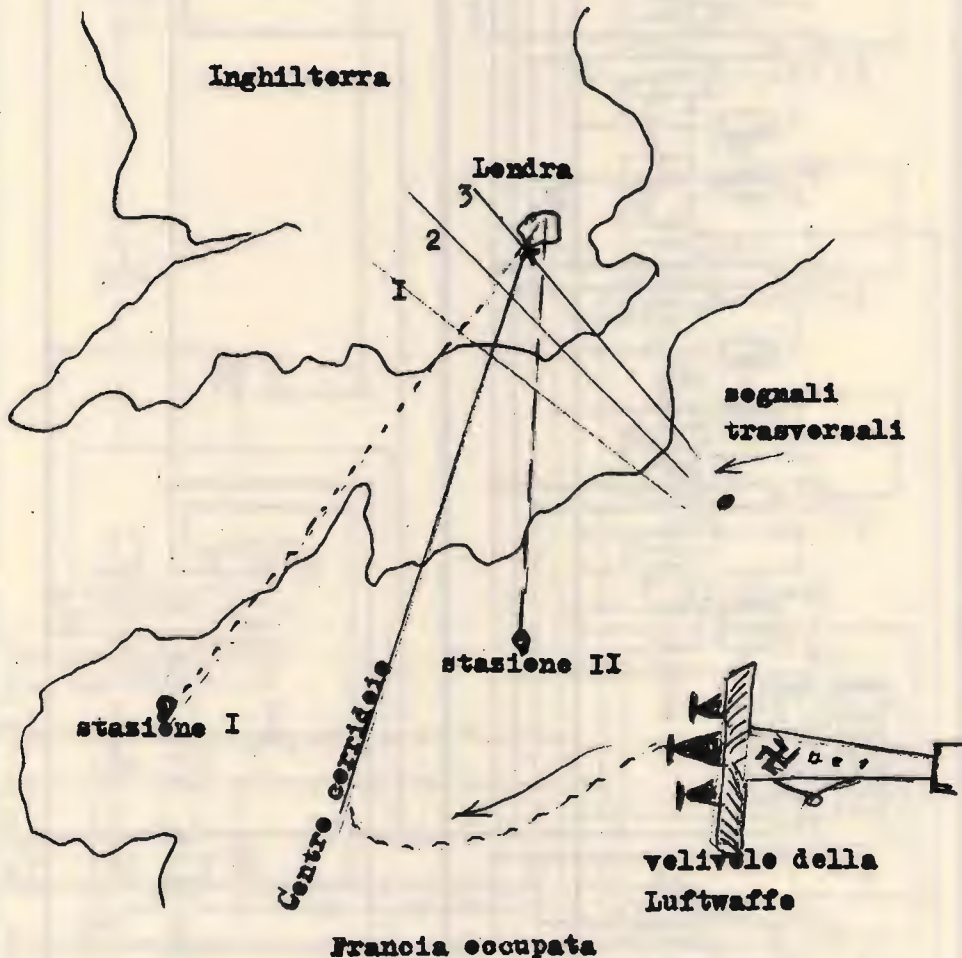 Inghilterra
Londra
3
2
I
segnali
trasversali
stazione II
stazione I
Centro corridoio
velivolo della
Luftwaffe
Francia occupata